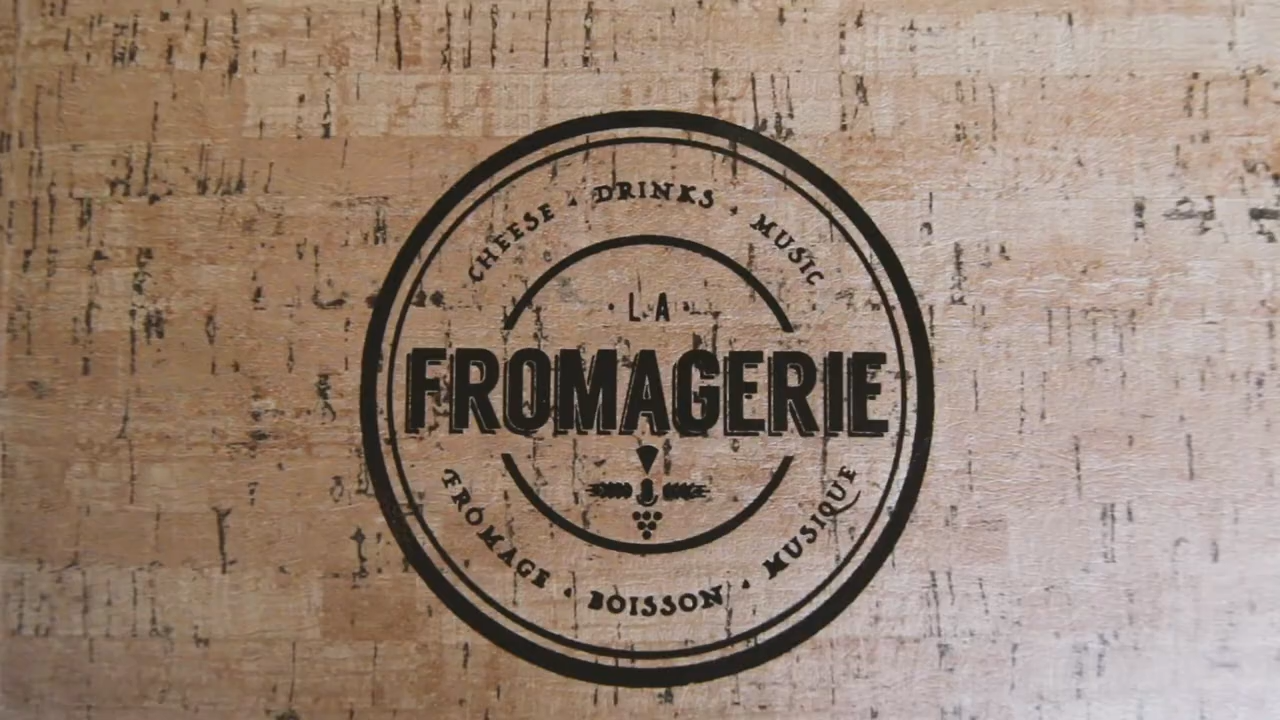 CHEESE · DRINKS · MUSIC
· LA ·
FROMAGERIE
FROMAGE · BOISSON · MUSIQUE